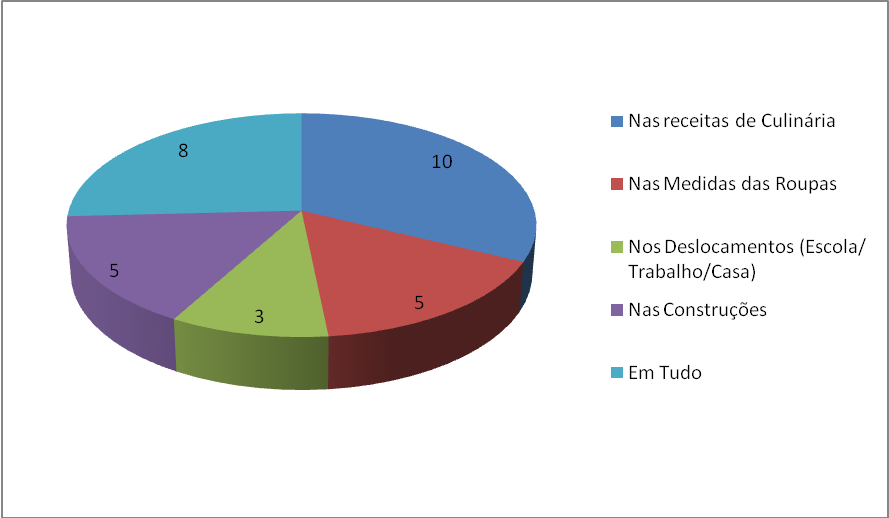 8
10
5
3
5
Nas receitas de Culinária
Nas Medidas das Roupas
Nos Deslocamentos (Escola/
Trabalho/Casa)
Nas Construções
Em Tudo